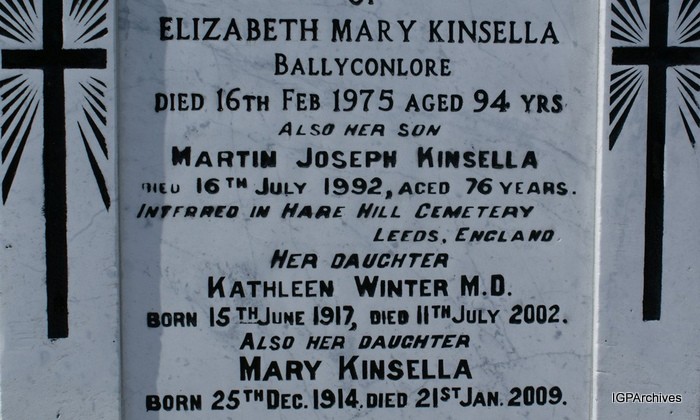 OF
ELIZABETH MARY KINSELLA
BALLYCONLORE
DIED 16TH FEB 1975 AGED 94 YRS
ALSO HER SON
MARTIN JOSEPH KINSELLA
DIED 16TH JULY 1992, AGED 76 YEARS.
INTERRED IN HARE HILL CEMETERY
LEEDS, ENGLAND
HER DAUGHTER
KATHLEEN WINTER M.D.
BORN 15TH JUNE 1917, DIED 11TH JULY 2002.
ALSO HER DAUGHTER
MARY KINSELLA
BORN 25TH DEC. 1914. DIED 21ST JAN. 2009.
IGPArchives